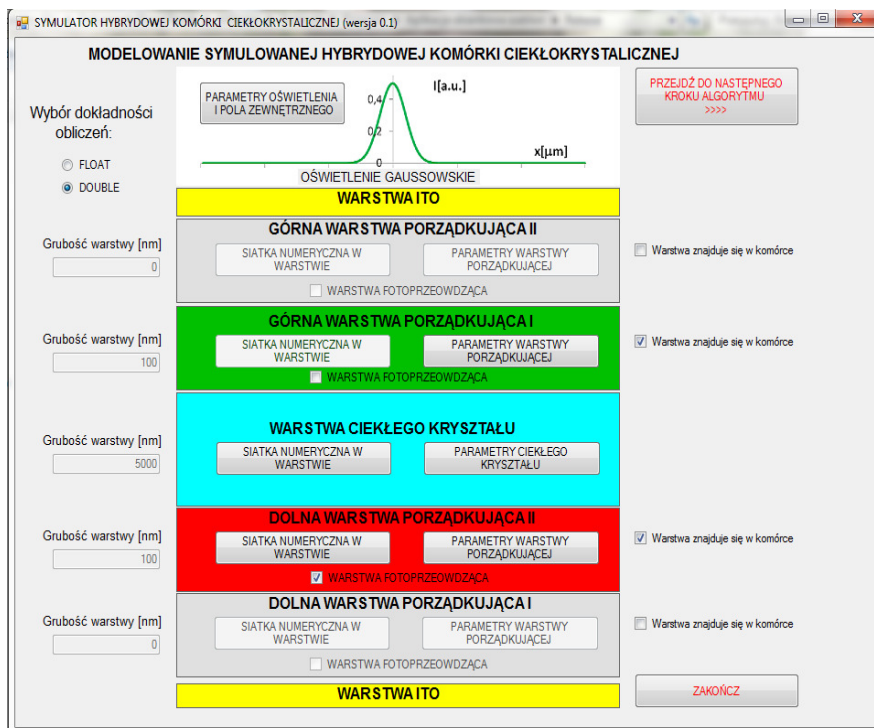 SYMULATOR HYBRYDOWEJ KOMÓRKI CIEKŁOKRYSTALICZNEJ (wersja 0.1)
MODELOWANIE SYMULOWANEJ HYBRYDOWEJ KOMÓRKI CIEKŁOKRYSTALICZNEJ
Wybór dokładności
obliczeń:
FLOAT
DOUBLE
PARAMETRY OŚWIETLENIA
I POLA ZEWNĘTRZNEGO
I[a.u.]
0,4
0,2
0
x[µm]
OŚWIETLENIE GAUSSOWSKIE
PRZEJDŹ DO NASTĘPNEGO
KROKU ALGORYTMU
>>>>
WARSTWA ITO
GÓRNA WARSTWA PORZĄDKUJĄCA II
Grubość warstwy [nm]
0
SIATKA NUMERYCZNA W
WARSTWIE
PARAMETRY WARSTWY
PORZĄDKUJĄCEJ
WARSTWA FOTOPRZEOWDZĄCA
Warstwa znajduje się w komórce
GÓRNA WARSTWA PORZĄDKUJĄCA I
Grubość warstwy [nm]
100
SIATKA NUMERYCZNA W
WARSTWIE
PARAMETRY WARSTWY
PORZĄDKUJĄCEJ
WARSTWA FOTOPRZEOWDZĄCA
Warstwa znajduje się w komórce
WARSTWA CIEKŁEGO KRYSZTAŁU
Grubość warstwy [nm]
5000
SIATKA NUMERYCZNA W
WARSTWIE
PARAMETRY CIEKŁEGO
KRYSZTAŁU
DOLNA WARSTWA PORZĄDKUJĄCA II
Grubość warstwy [nm]
100
SIATKA NUMERYCZNA W
WARSTWIE
PARAMETRY WARSTWY
PORZĄDKUJĄCEJ
WARSTWA FOTOPRZEOWDZĄCA
Warstwa znajduje się w komórce
DOLNA WARSTWA PORZĄDKUJĄCA I
Grubość warstwy [nm]
0
SIATKA NUMERYCZNA W
WARSTWIE
PARAMETRY WARSTWY
PORZĄDKUJĄCEJ
WARSTWA FOTOPRZEOWDZĄCA
Warstwa znajduje się w komórce
WARSTWA ITO
ZAKOŃCZ